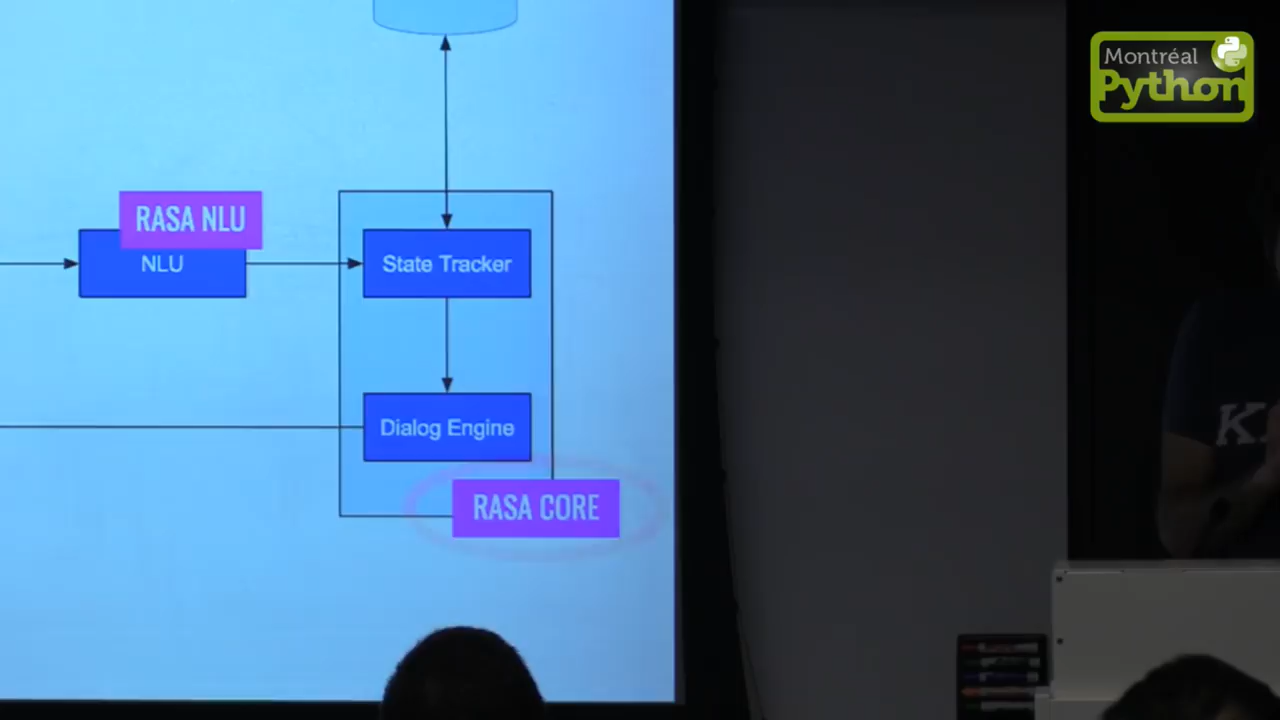 Montréal
Python
RASA NLU
NLU
State Tracker
Dialog Engine
RASA CORE